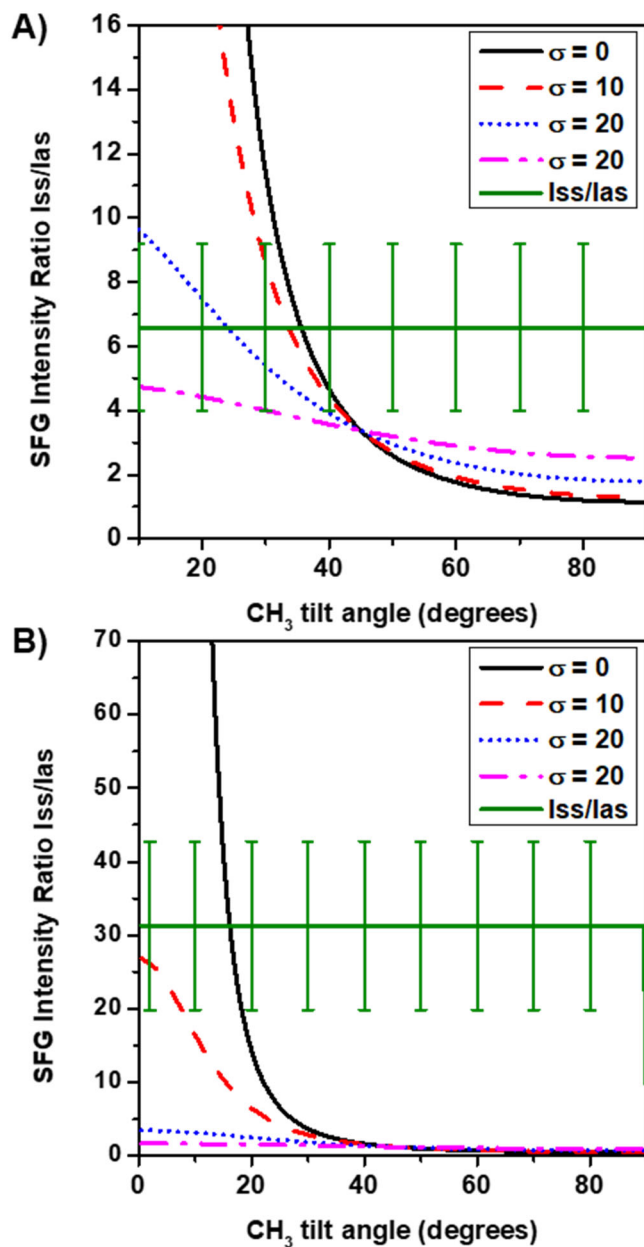 A)
SFG Intensity Ratio Iss/Ias
16
14
12
10
8
6
4
2
0
σ = 0
σ = 10
σ = 20
σ = 20
Iss/Ias
20 40 60 80
CH₃ tilt angle (degrees)
B)
SFG Intensity Ratio Iss/Ias
70
60
50
40
30
20
10
0
σ = 0
σ = 10
σ = 20
σ = 20
Iss/Ias
0 20 40 60 80
CH₃ tilt angle (degrees)